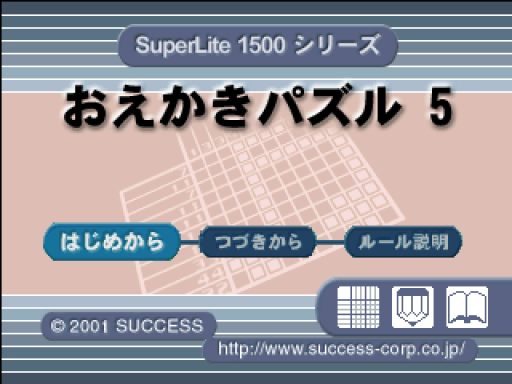 SuperLite 1500 シリーズ
おえかきパズル 5
はじめから つづきから ルール説明
© 2001 SUCCESS
http://www.success-corp.co.jp/